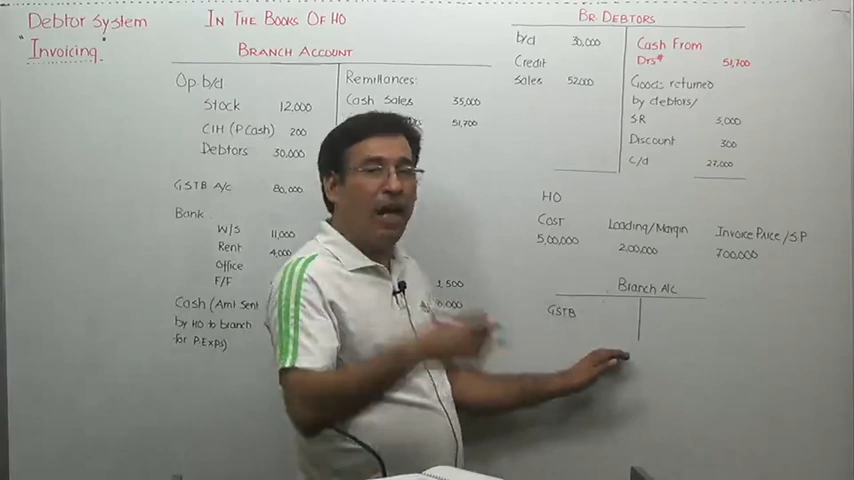 Debtor System
"Invoicing"
IN THE BOOKS OF HO
BRANCH ACCOUNT
Op. b/d
Stock 12,000
CIH (P.Cash) 200
Debtors 30,000
GSTB A/c 80,000
Bank
W/S 11,000
Rent 4,000
Office
F/F
Cash (Amt Sent
by HO to branch
for P.Exps)
Remittances:
Cash Sales 35,000
51,700
1,500
BR. DEBTORS
b/d 30,000
Credit
Sales 52,000
Cash From
Drs# 51,700
Goods returned
by debtors/
SR 3,000
Discount 300
c/d 27,000
HO
Cost Loading/Margin Invoice Price/S.P
5,00,000 2,00,000 700,000
Branch A/c
GSTB